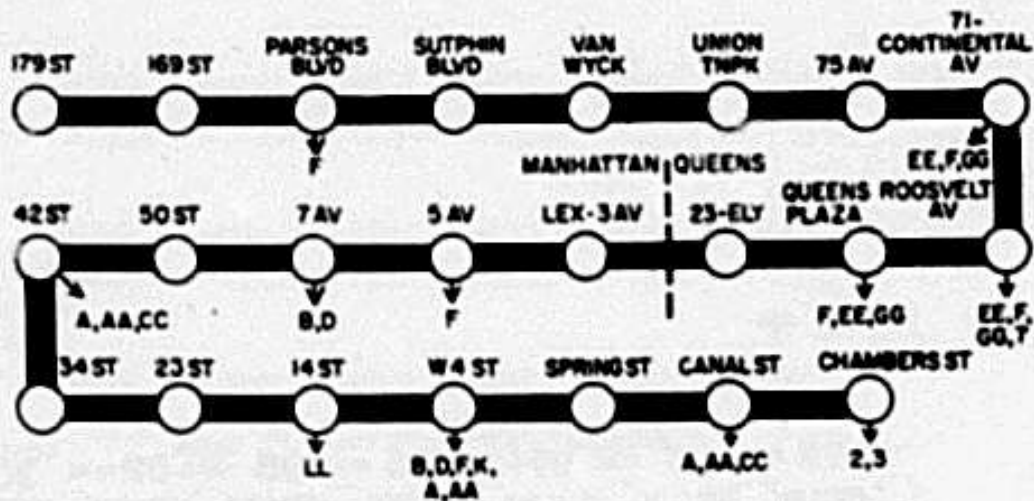 179 ST 169 ST PARSONS BLVD SUTPHIN BLVD VAN WYCK UNION TNPK 75 AV 71-CONTINENTAL AV
F
EE,F,GG
MANHATTAN QUEENS
42 ST 50 ST 7 AV 5 AV LEX-3 AV 23-ELY QUEENS PLAZA ROOSVELT AV
A,AA,CC
B,D
F
F,EE,GG
EE,F,
GG,T
34 ST 23 ST 14 ST W 4 ST SPRING ST CANAL ST CHAMBERS ST
LL
B,D,F,K,
A,AA
A,AA,CC
2,3